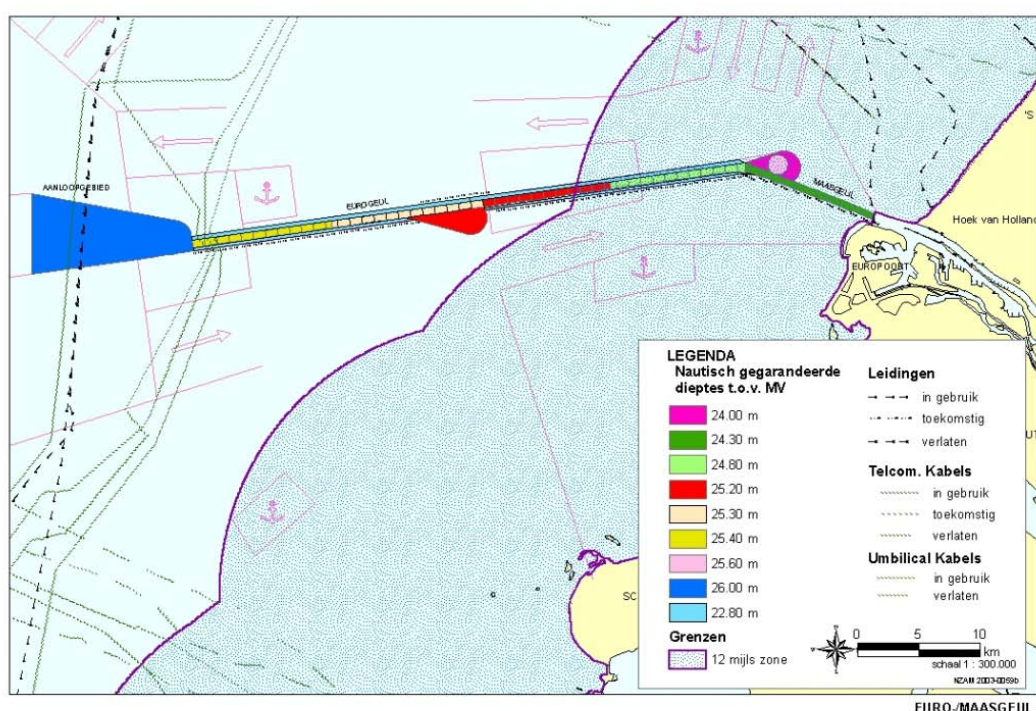 AANLOOPGEBIED
EUROGEUL
MAASGEUL
'S
Hoek van Holland
EUROPOORT
SC
UT
LEGENDA
Nautisch gegarandeerde
dieptes t.o.v. MV
24.00 m
24.30 m
24.80 m
25.20 m
25.30 m
25.40 m
25.60 m
26.00 m
22.80 m
Grenzen
12 mijls zone
Leidingen
in gebruik
toekomstig
verlaten
Telcom. Kabels
in gebruik
toekomstig
verlaten
Umbilical Kabels
in gebruik
verlaten
0 5 10
km
schaal 1 : 300.000
NZAM 2003-0059b
EURO-/MAASGEUL